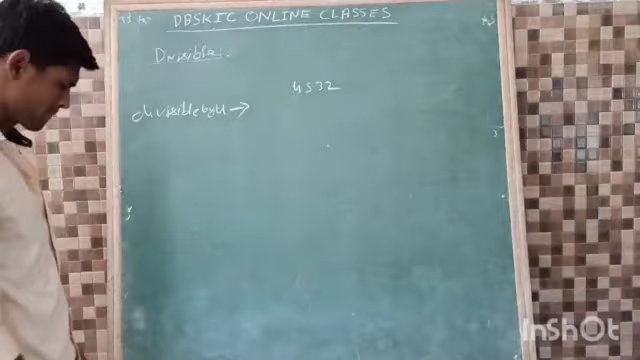 DBSKIC ONLINE CLASSES
Divisible:
4572
divisible by 4 →
InShOt